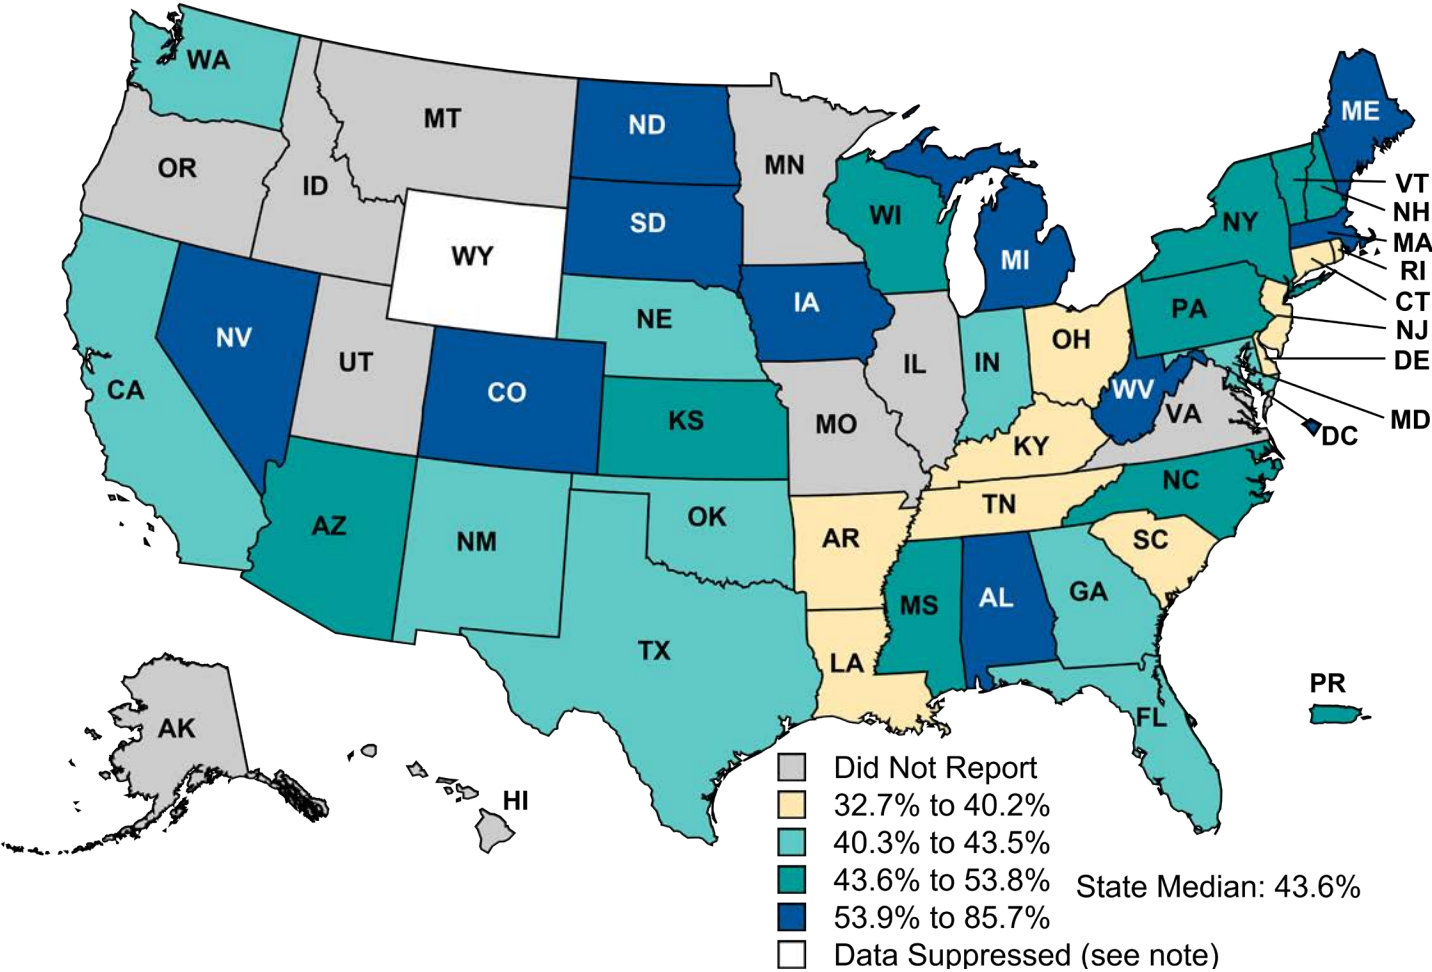 WA
ME
MT
ND
MN
OR
ID
VT
NH
WI
NY
SD
MA
WY
MI
RI
CT
IA
PA
NE
NJ
NV
OH
DE
UT
IL
IN
CA
CO
WV
VA
MD
KS
MO
DC
KY
NC
TN
OK
AZ
NM
AR
SC
MS
AL
GA
TX
LA
PR
FL
AK
HI
Did Not Report
32.7% to 40.2%
40.3% to 43.5%
43.6% to 53.8%
State Median: 43.6%
53.9% to 85.7%
Data Suppressed (see note)